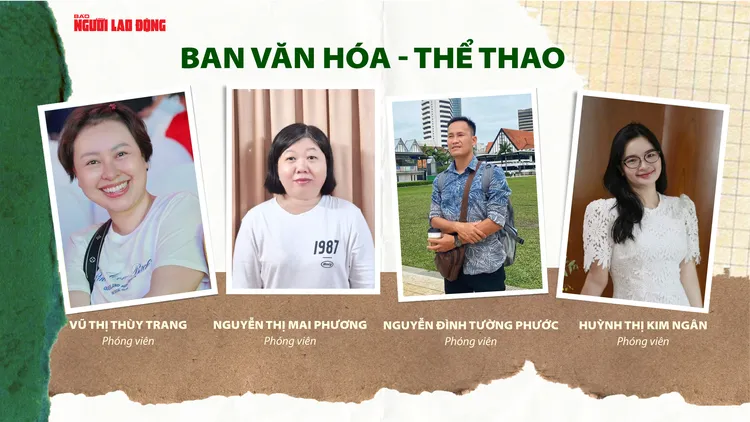 BÁO
NGƯỜI LAO ĐỘNG
BAN VĂN HÓA - THỂ THAO
1987
VŨ THỊ THÙY TRANG
Phóng viên
NGUYỄN THỊ MAI PHƯƠNG
Phóng viên
NGUYỄN ĐÌNH TƯỜNG PHƯỚC
Phóng viên
HUỲNH THỊ KIM NGÂN
Phóng viên